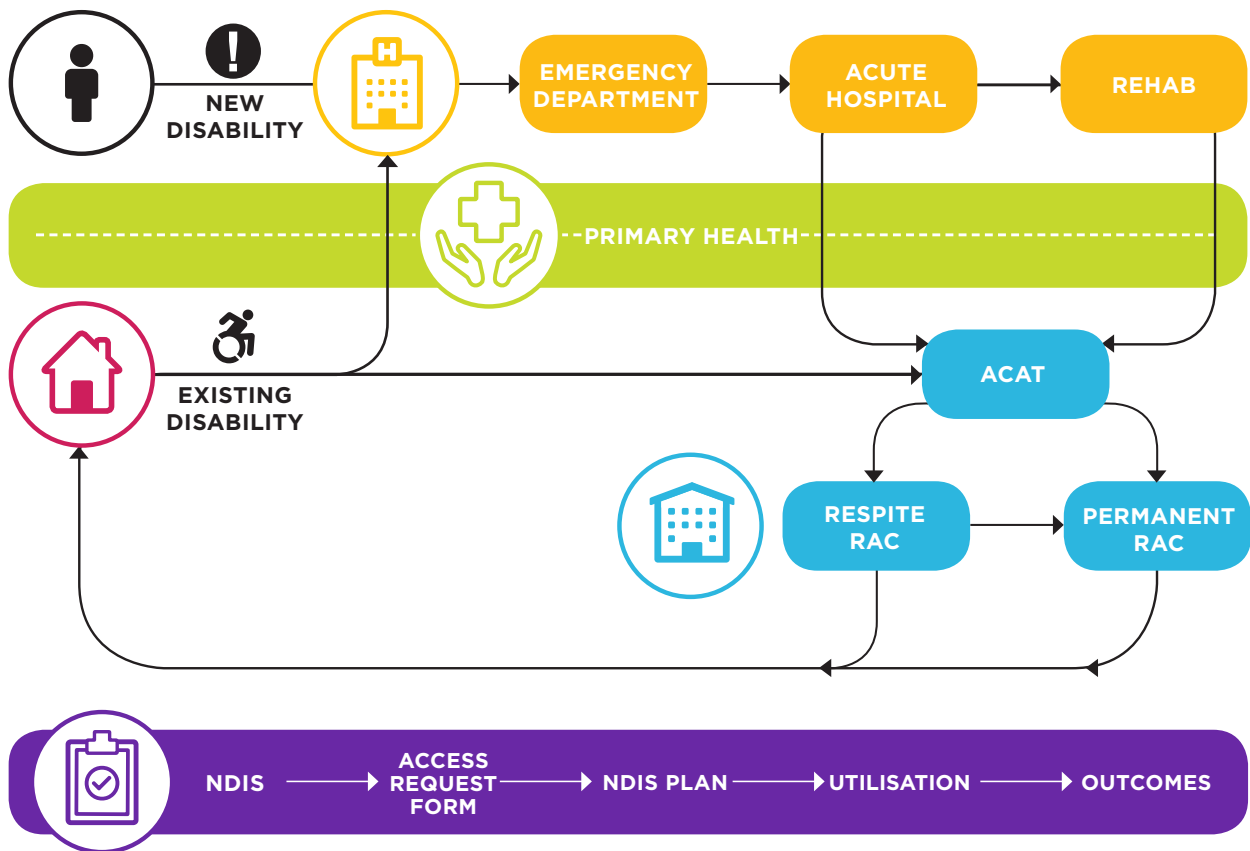 H
EMERGENCY
DEPARTMENT
ACUTE
HOSPITAL
REHAB
NEW
DISABILITY
PRIMARY HEALTH
EXISTING
DISABILITY
ACAT
RESPITE
RAC
PERMANENT
RAC
NDIS
ACCESS
REQUEST
FORM
NDIS PLAN
UTILISATION
OUTCOMES